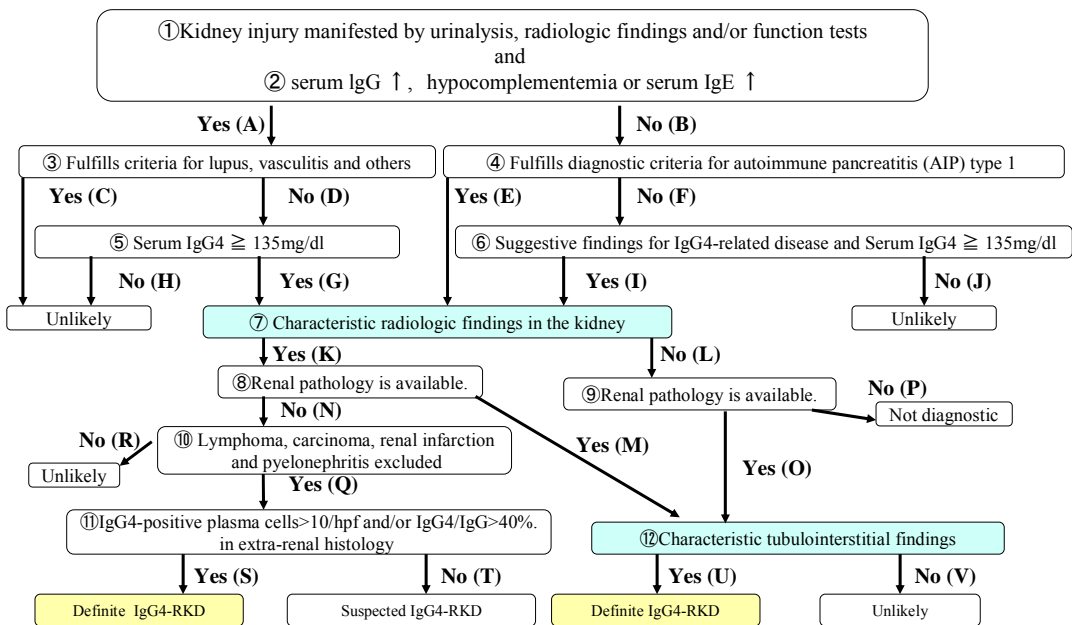 ①Kidney injury manifested by urinalysis, radiologic findings and/or function tests
and
② serum lgG ↑, hypocomplementemia or serum IgE ↑
Yes (A)
No (B)
③ Fulfills criteria for lupus, vasculitis and others
④ Fulfills diagnostic criteria for autoimmune pancreatitis (AIP) type 1
Yes (C)
No (D)
Yes (E)
No (F)
⑤ Serum IgG4 ≧ 135mg/dl
⑥ Suggestive findings for IgG4-related disease and Serum IgG4 ≧ 135mg/dl
No (H)
Yes (G)
Yes (I)
No (J)
Unlikely
⑦ Characteristic radiologic findings in the kidney
Unlikely
Yes (K)
No (L)
⑧Renal pathology is available.
⑨Renal pathology is available.
No (P)
Not diagnostic
No (N)
No (R)
⑩ Lymphoma, carcinoma, renal infarction
and pyelonephritis excluded
Yes (M)
Unlikely
Yes (O)
Yes (Q)
⑪IgG4-positive plasma cells>10/hpf and/or IgG4/IgG>40%.
in extra-renal histology
⑫Characteristic tubulointerstitial findings
Yes (S)
No (T)
Yes (U)
No (V)
Definite IgG4-RKD
Suspected IgG4-RKD
Definite IgG4-RKD
Unlikely